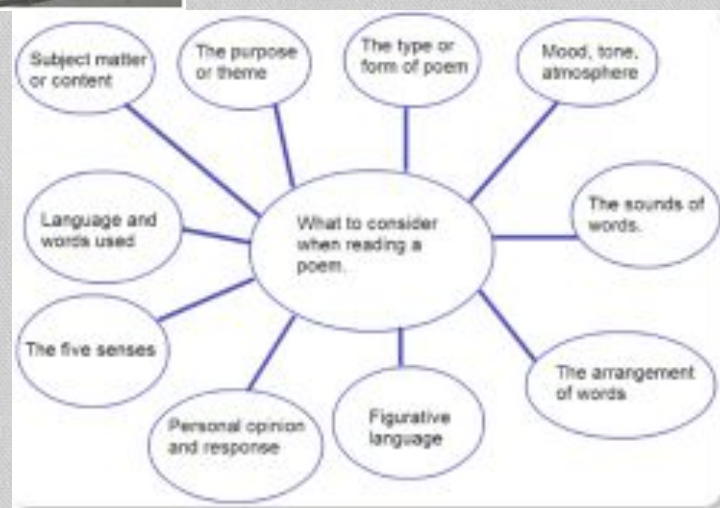 Subject matter
or content
The purpose
or theme
The type or
form of poem
Mood, tone,
atmosphere
Language and
words used
What to consider
when reading a
poem.
The sounds of
words.
The five senses
The arrangement
of words
Personal opinion
and response
Figurative
language